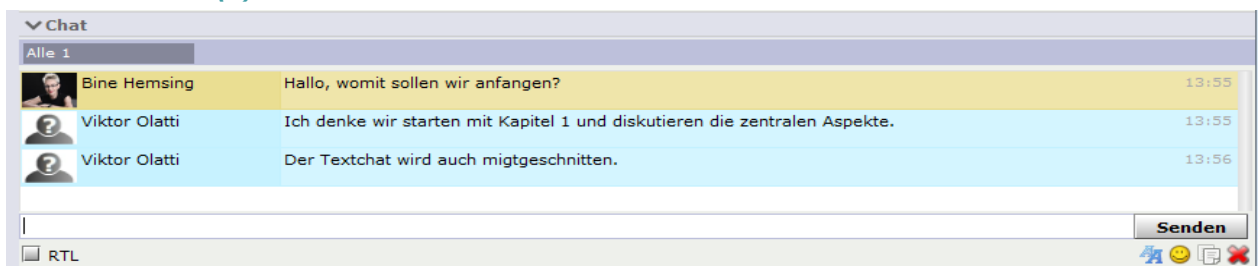 Chat
Alle 1
Bine Hemsing Hallo, womit sollen wir anfangen? 13:55
Viktor Olatti Ich denke wir starten mit Kapitel 1 und diskutieren die zentralen Aspekte. 13:55
Viktor Olatti Der Textchat wird auch migtgeschnitten. 13:56
Senden
RTL